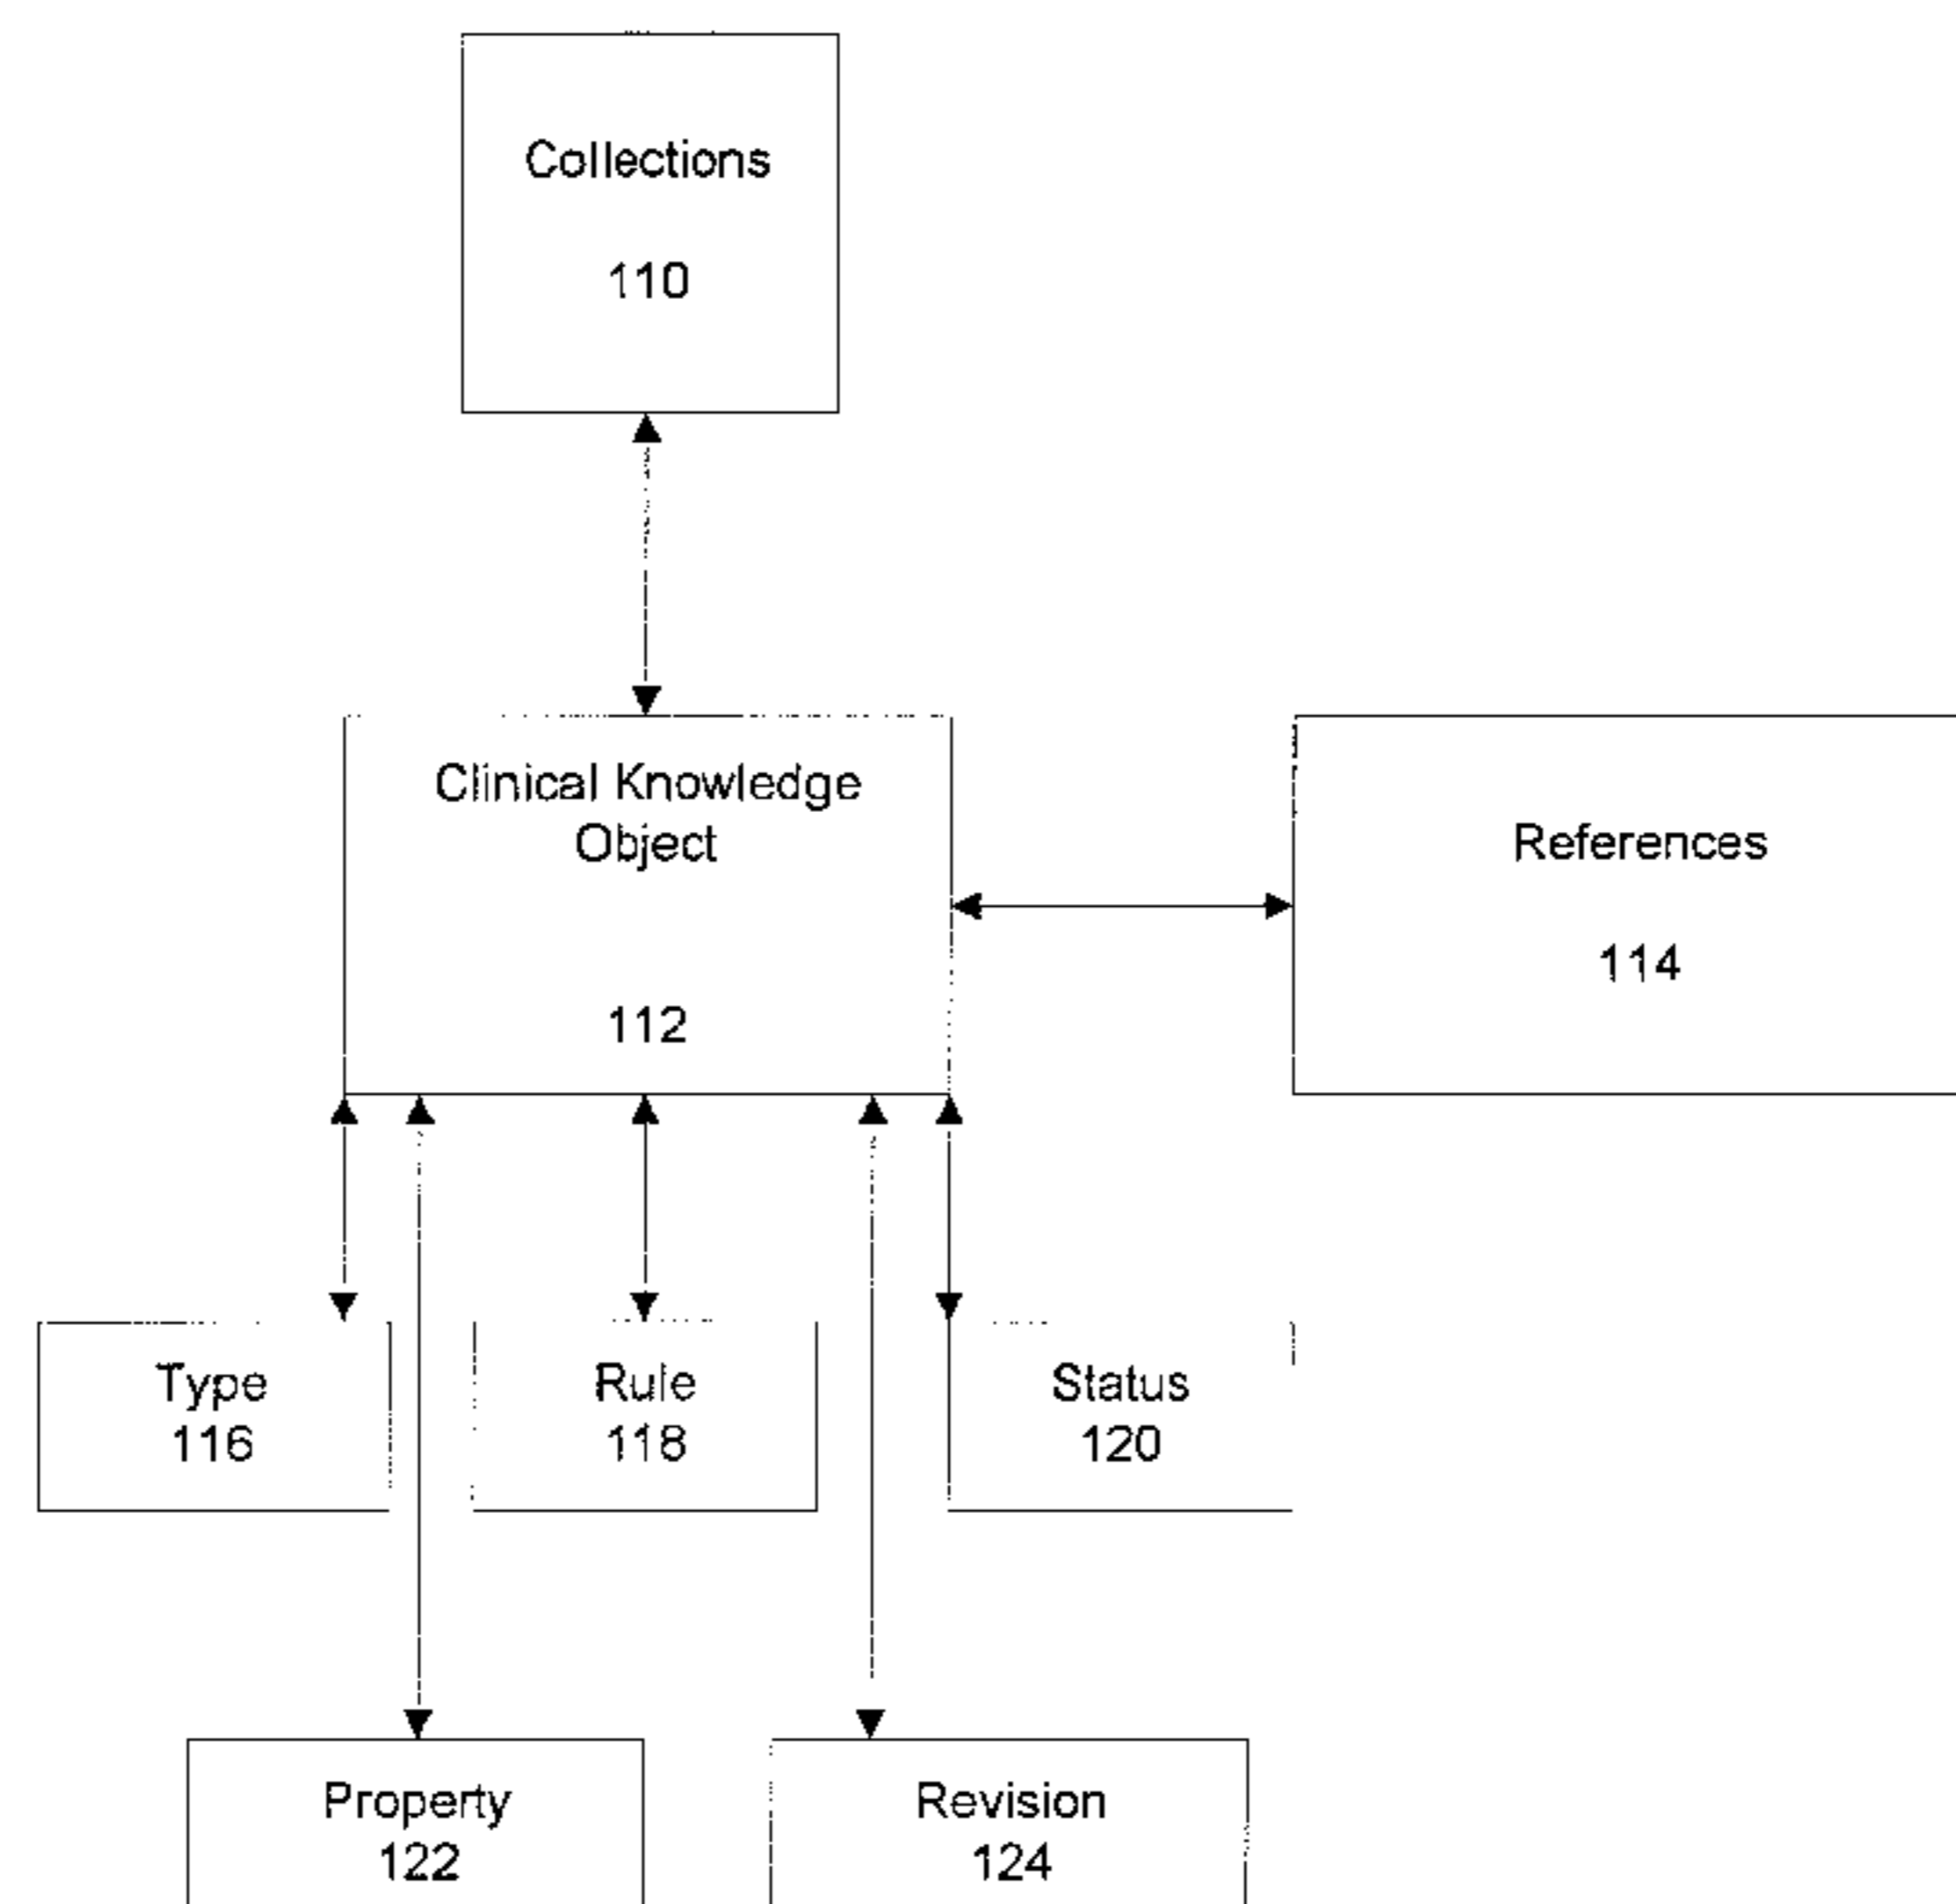 Collections
110
Clinical Knowledge
Object
112
References
114
Type
116
Rule
118
Status
120
Property
122
Revision
124